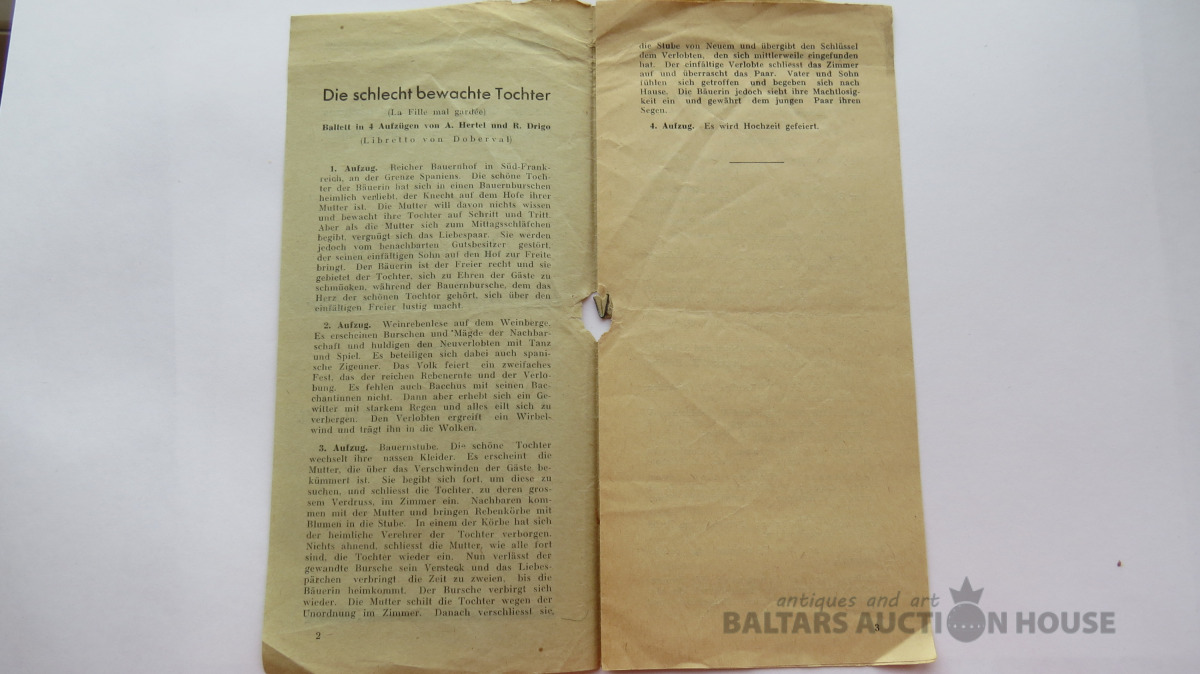 Die schlecht bewachte Tochter
(La Fille mal gardée)
Ballett in 4 Aufzügen von A. Hertel und R. Drigo
(Libretto von Doberval)
1. Aufzug. Reicher Bauernhof in Süd-Frank-
reich, an der Grenze Spaniens. Die schöne Toch-
ter der Bäuerin hat sich in einen Bauernburschen
heimlich verliebt, der Knecht auf dem Hofe ihrer
Mutter ist. Die Mutter will davon nichts wissen
und bewacht ihre Tochter auf Schritt und Tritt.
Aber als die Mutter sich zum Mittagsschläfchen
begibt, vergnügt sich das Liebespaar. Sie werden
jedoch vom benachbarten Gutsbesitzer gestört,
der seinen einfältigen Sohn auf den Hof zur Freite
bringt. Der Bäuerin ist der Freier recht und sie
gebietet der Tochter, sich zu Ehren der Gäste zu
schmücken, während der Bauernbursche, dem das
Herz der schönen Tochtor gehört, sich über den
einfältigen Freier lustig macht.
2. Aufzug. Weinrebenlese auf dem Weinberge.
Es erscheinen Burschen und Mägde der Nachbar-
schaft und huldigen den Neuverlobten mit Tanz
und Spiel. Es beteiligen sich dabei auch spani-
sche Zigeuner. Das Volk feiert ein zweifaches
Fest, das der reichen Rebenernte und der Verlo-
bung. Es fehlen auch Bacchus mit seinen Bac-
chantinnen nicht. Dann aber erhebt sich ein Ge-
witter mit starkem Regen und alles eilt sich zu
verbergen. Den Verlobten ergreift ein Wirbel-
wind und trägt ihn in die Wolken.
3. Aufzug. Bauernstube. Die schöne Tochter
wechselt ihre nassen Kleider. Es erscheint die
Mutter, die über das Verschwinden der Gäste be-
kümmert ist. Sie begibt sich fort, um diese zu
suchen, und schliesst die Tochter, zu deren gros-
sem Verdruss, im Zimmer ein. Nachbaren kom-
men mit der Mutter und bringen Rebenkörbe mit
Blumen in die Stube. In einem der Körbe hat sich
der heimliche Verehrer der Tochter verborgen.
Nichts ahnend, schliesst die Mutter, wie alle fort
sind, die Tochter wieder ein. Nun verlässt der
gewandte Bursche sein Versteck und das Liebes-
pärchen verbringt die Zeit zu zweien, bis die
Bäuerin heimkommt. Der Bursche verbirgt sich
wieder. Die Mutter schilt die Tochter wegen der
Unordnung im Zimmer. Danach verschliesst sie
2
die Stube von Neuem und übergibt den Schlüssel
dem Verlobten, den sich mittlerweile eingefunden
hat. Der einfältige Verlobte schliesst das Zimmer
auf und überrascht das Paar. Vater und Sohn
fühlen sich getroffen und begeben sich nach
Hause. Die Bäuerin jedoch sieht ihre Machtlosig-
keit ein und gewährt dem jungen Paar ihren
Segen.
4. Aufzug. Es wird Hochzeit gefeiert.
3
antiques and art
BALTARS AUCTION HOUSE